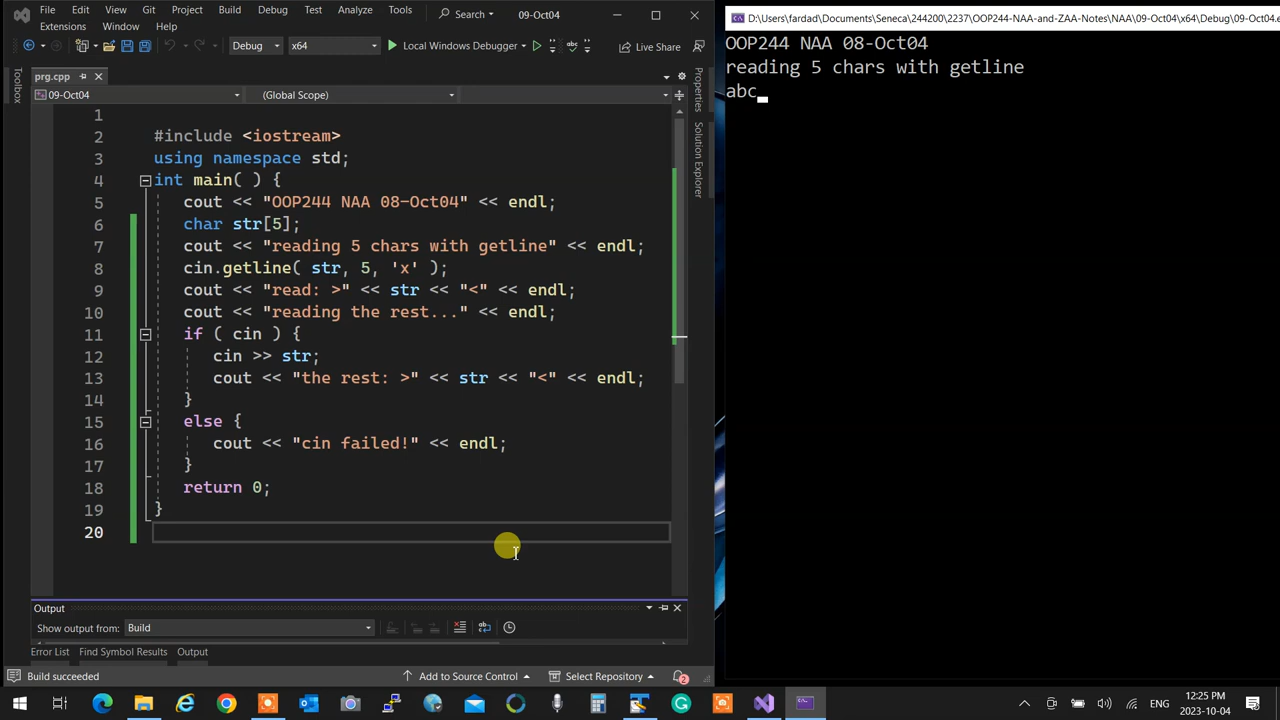 File Edit View Git Project Build Debug Test Analyze Tools Search 09-Oct04
Extensions Window Help
Debug x64 Local Windows Debugger Live Share
Toolbox
prg.cpp
09-Oct04 (Global Scope)
1
2 #include <iostream>
3 using namespace std;
4 int main( ) {
5 cout << "OOP244 NAA 08-Oct04" << endl;
6 char str[5];
7 cout << "reading 5 chars with getline" << endl;
8 cin.getline( str, 5, 'x' );
9 cout << "read: >" << str << "<" << endl;
10 cout << "reading the rest..." << endl;
11 if ( cin ) {
12 cin >> str;
13 cout << "the rest: >" << str << "<" << endl;
14 }
15 else {
16 cout << "cin failed!" << endl;
17 }
18 return 0;
19 }
20
Properties
Solution Explorer
Output
Show output from: Build
Error List Find Symbol Results Output
Build succeeded Add to Source Control Select Repository 2
D:\Users\fardad\Documents\Seneca\244200\2237\OOP244-NAA-and-ZAA-Notes\NAA\09-Oct04\x64\Debug\09-Oct04.e
OOP244 NAA 08-Oct04
reading 5 chars with getline
abc
ENG 12:25 PM
2023-10-04